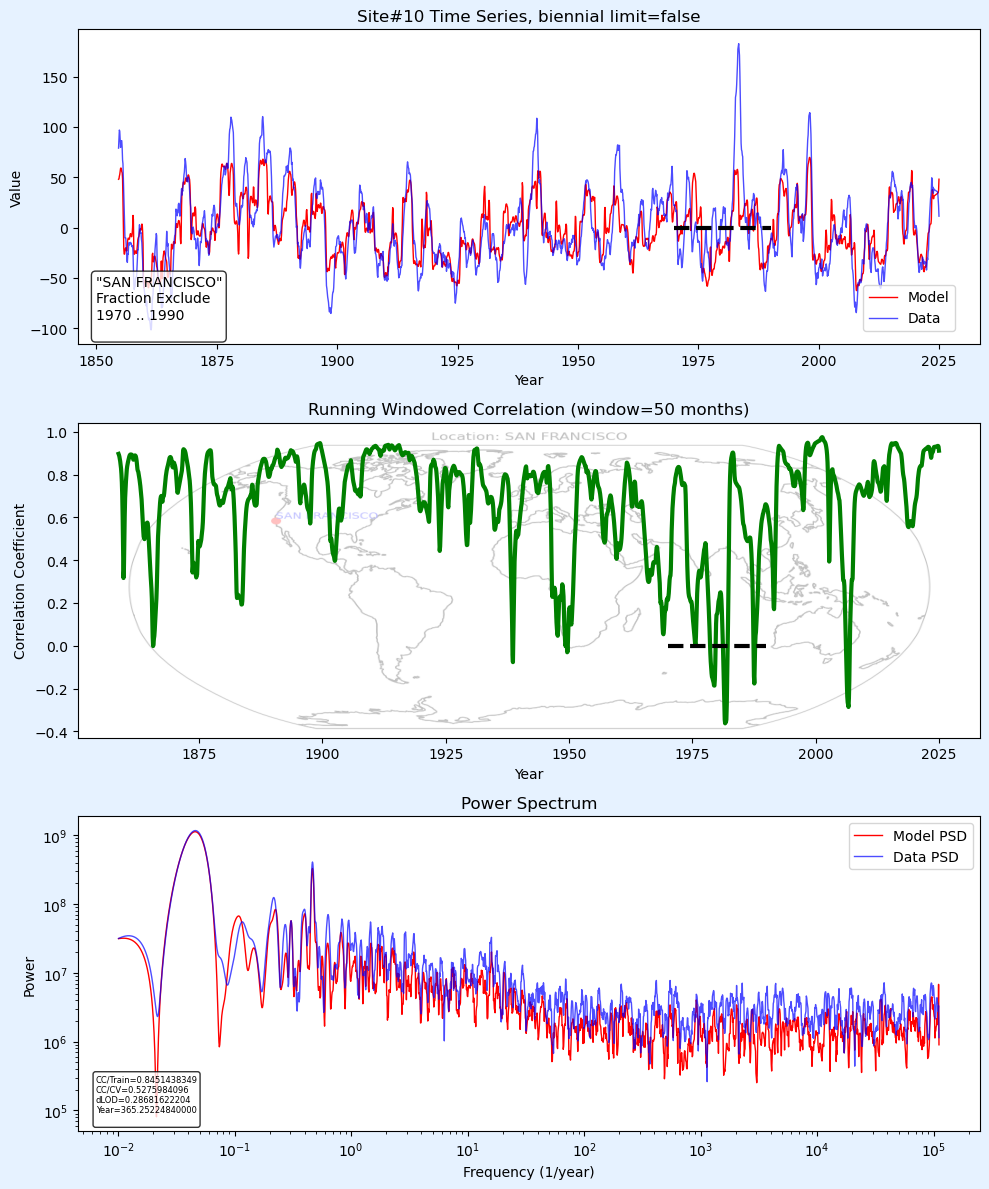 Site#10 Time Series, biennial limit=false
Value
150
100
50
0
−50
−100
"SAN FRANCISCO"
Fraction Exclude
1970 .. 1990
Model
Data
1850
1875
1900
1925
1950
1975
2000
2025
Year
Running Windowed Correlation (window=50 months)
Location: SAN FRANCISCO
SAN FRANCISCO
Correlation Coefficient
1.0
0.8
0.6
0.4
0.2
0.0
−0.2
−0.4
1875
1900
1925
1950
1975
2000
2025
Year
Power Spectrum
Model PSD
Data PSD
Power
10⁹
10⁸
10⁷
10⁶
10⁵
CC/Train=0.8451438349
CC/CV=0.5275984096
dLOD=0.28681622204
Year=365.25224840000
10⁻²
10⁻¹
10⁰
10¹
10²
10³
10⁴
10⁵
Frequency (1/year)